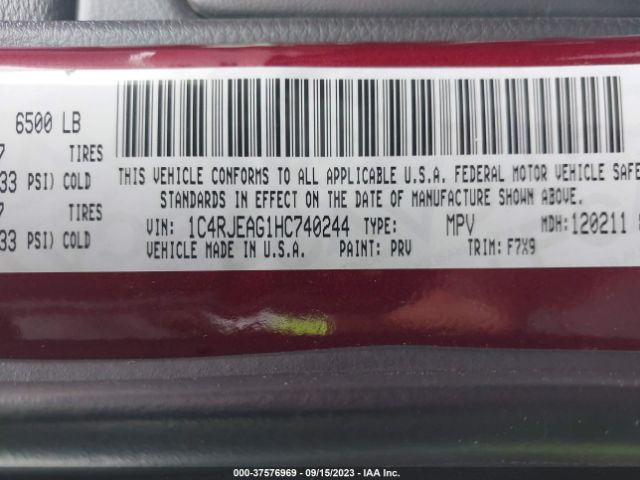 6500 LB
7 TIRES
33 PSI) COLD
7 TIRES
33 PSI) COLD
THIS VEHICLE CONFORMS TO ALL APPLICABLE U.S.A. FEDERAL MOTOR VEHICLE SAFE
STANDARDS IN EFFECT ON THE DATE OF MANUFACTURE SHOWN ABOVE.
VIN: 1C4RJEAG1HC740244 TYPE: MPV MDH: 120211
VEHICLE MADE IN U.S.A. PAINT: PRV TRIM: F7X9
000-37576969 - 09/15/2023 - IAA Inc.